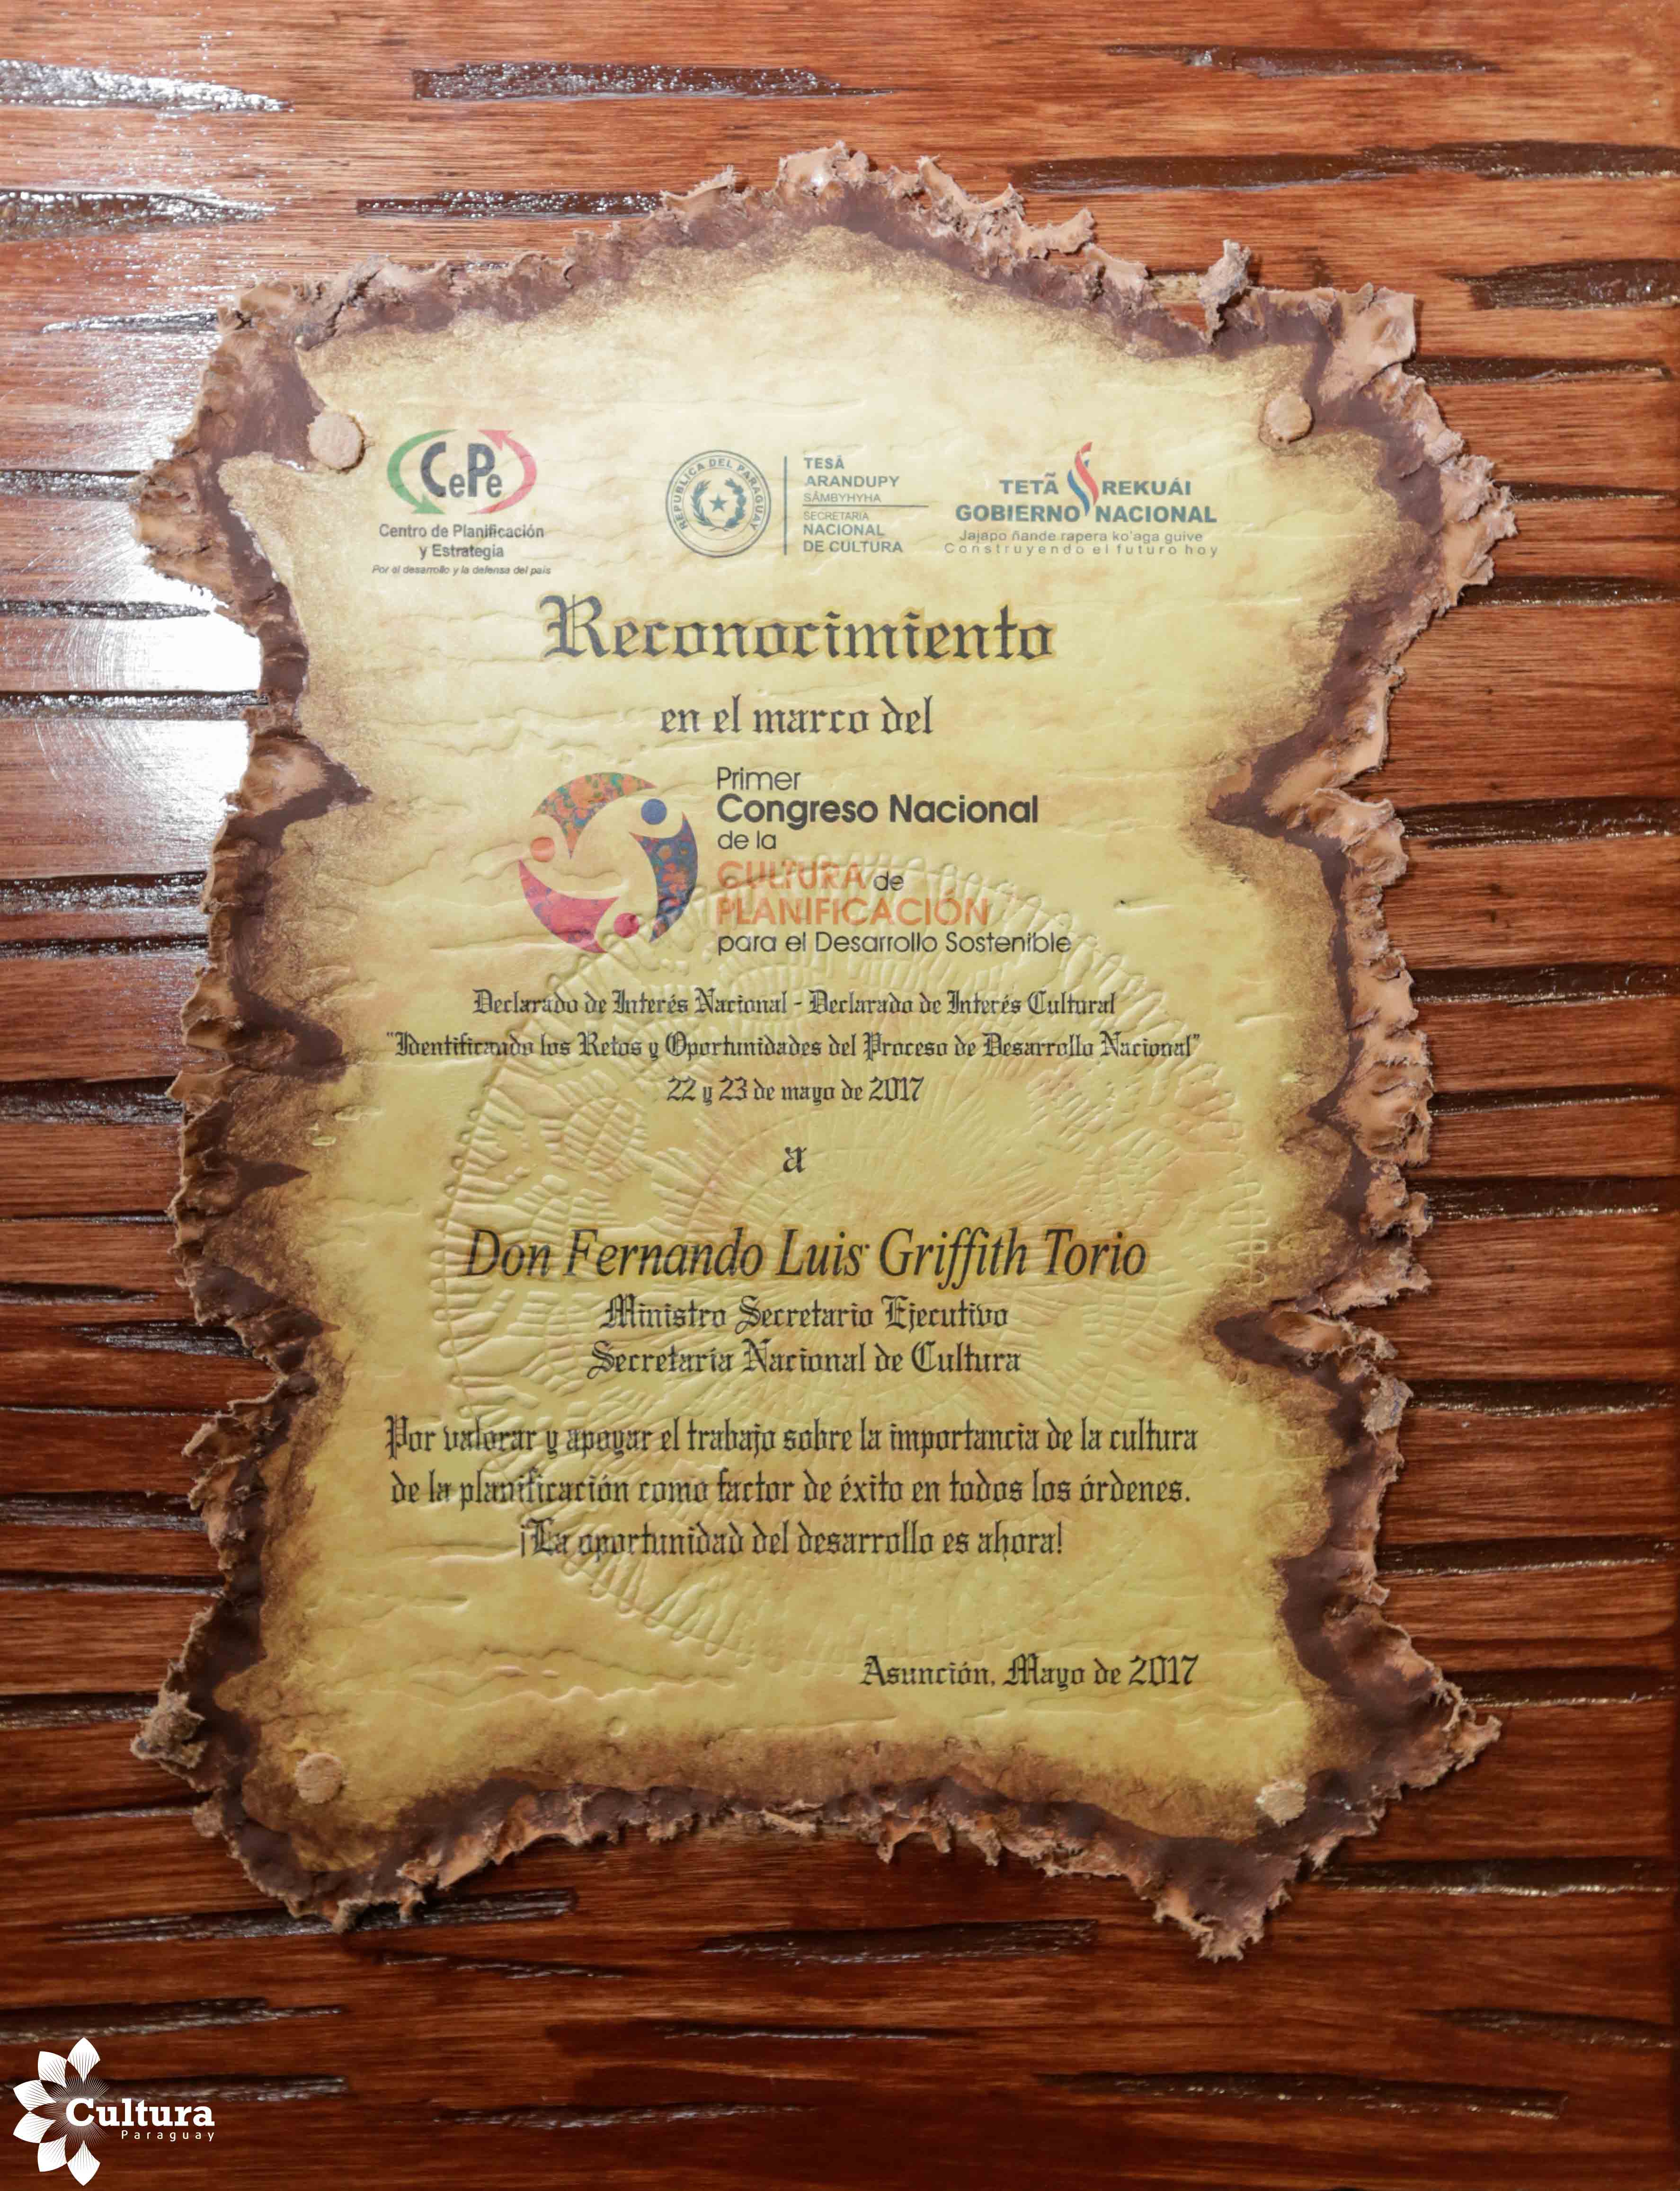 CePe
Centro de Planificación
y Estrategia
Por el desarrollo y la defensa del país
REPUBLICA DEL PARAGUAY
TESÃ
ARANDUPY
SÃMBYHYHA
SECRETARÍA
NACIONAL
DE CULTURA
TETÃ REKUÁI
GOBIERNO NACIONAL
Jajapo ñande rapera ko'aga guive
Construyendo el futuro hoy
Reconocimiento
en el marco del
Primer
Congreso Nacional
de la
CULTURA de
PLANIFICACIÓN
para el Desarrollo Sostenible
Declarado de Interés Nacional - Declarado de Interés Cultural
"Identificando los Retos y Oportunidades del Proceso de Desarrollo Nacional"
22 y 23 de mayo de 2017
a
Don Fernando Luis Griffith Torio
Ministro Secretario Ejecutivo
Secretaría Nacional de Cultura
Por valorar y apoyar el trabajo sobre la importancia de la cultura
de la planificación como factor de éxito en todos los órdenes.
¡La oportunidad del desarrollo es ahora!
Asunción, Mayo de 2017
Cultura
Paraguay